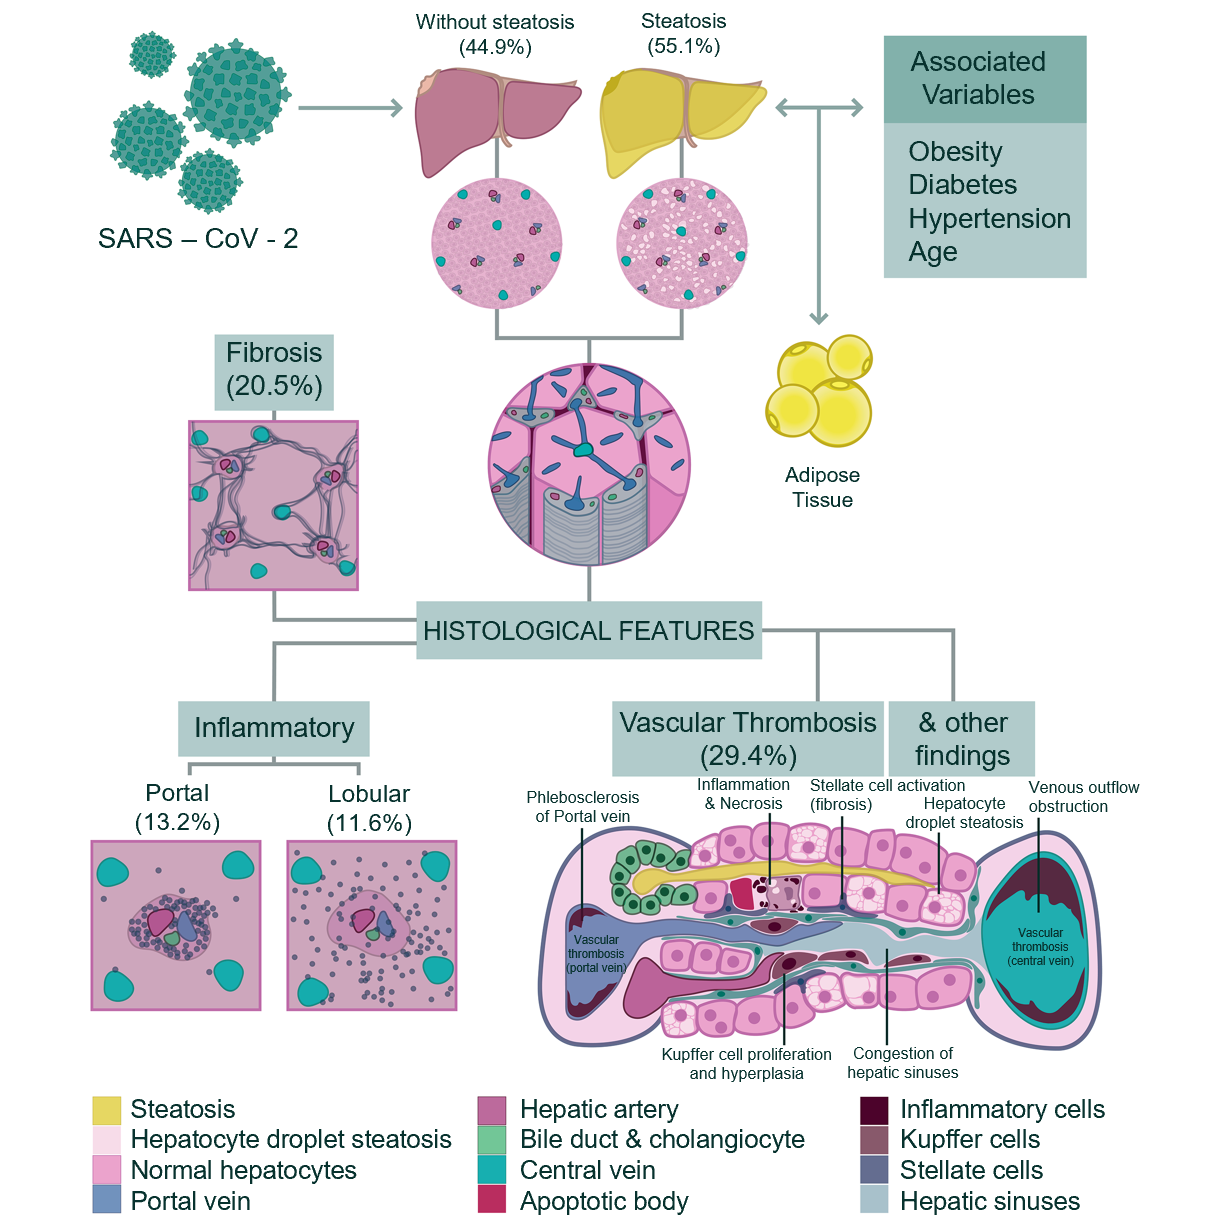 Without steatosis
(44.9%)
Steatosis
(55.1%)
SARS – CoV - 2
Associated
Variables
Obesity
Diabetes
Hypertension
Age
Adipose
Tissue
Fibrosis
(20.5%)
HISTOLOGICAL FEATURES
Inflammatory
Portal
(13.2%)
Lobular
(11.6%)
Vascular Thrombosis
(29.4%)
& other
findings
Phlebosclerosis
of Portal vein
Inflammation
& Necrosis
Stellate cell activation
(fibrosis)
Hepatocyte
droplet steatosis
Venous outflow
obstruction
Vascular
thrombosis
(portal vein)
Vascular
thrombosis
(central vein)
Kupffer cell proliferation
and hyperplasia
Congestion of
hepatic sinuses
Steatosis
Hepatocyte droplet steatosis
Normal hepatocytes
Portal vein
Hepatic artery
Bile duct & cholangiocyte
Central vein
Apoptotic body
Inflammatory cells
Kupffer cells
Stellate cells
Hepatic sinuses